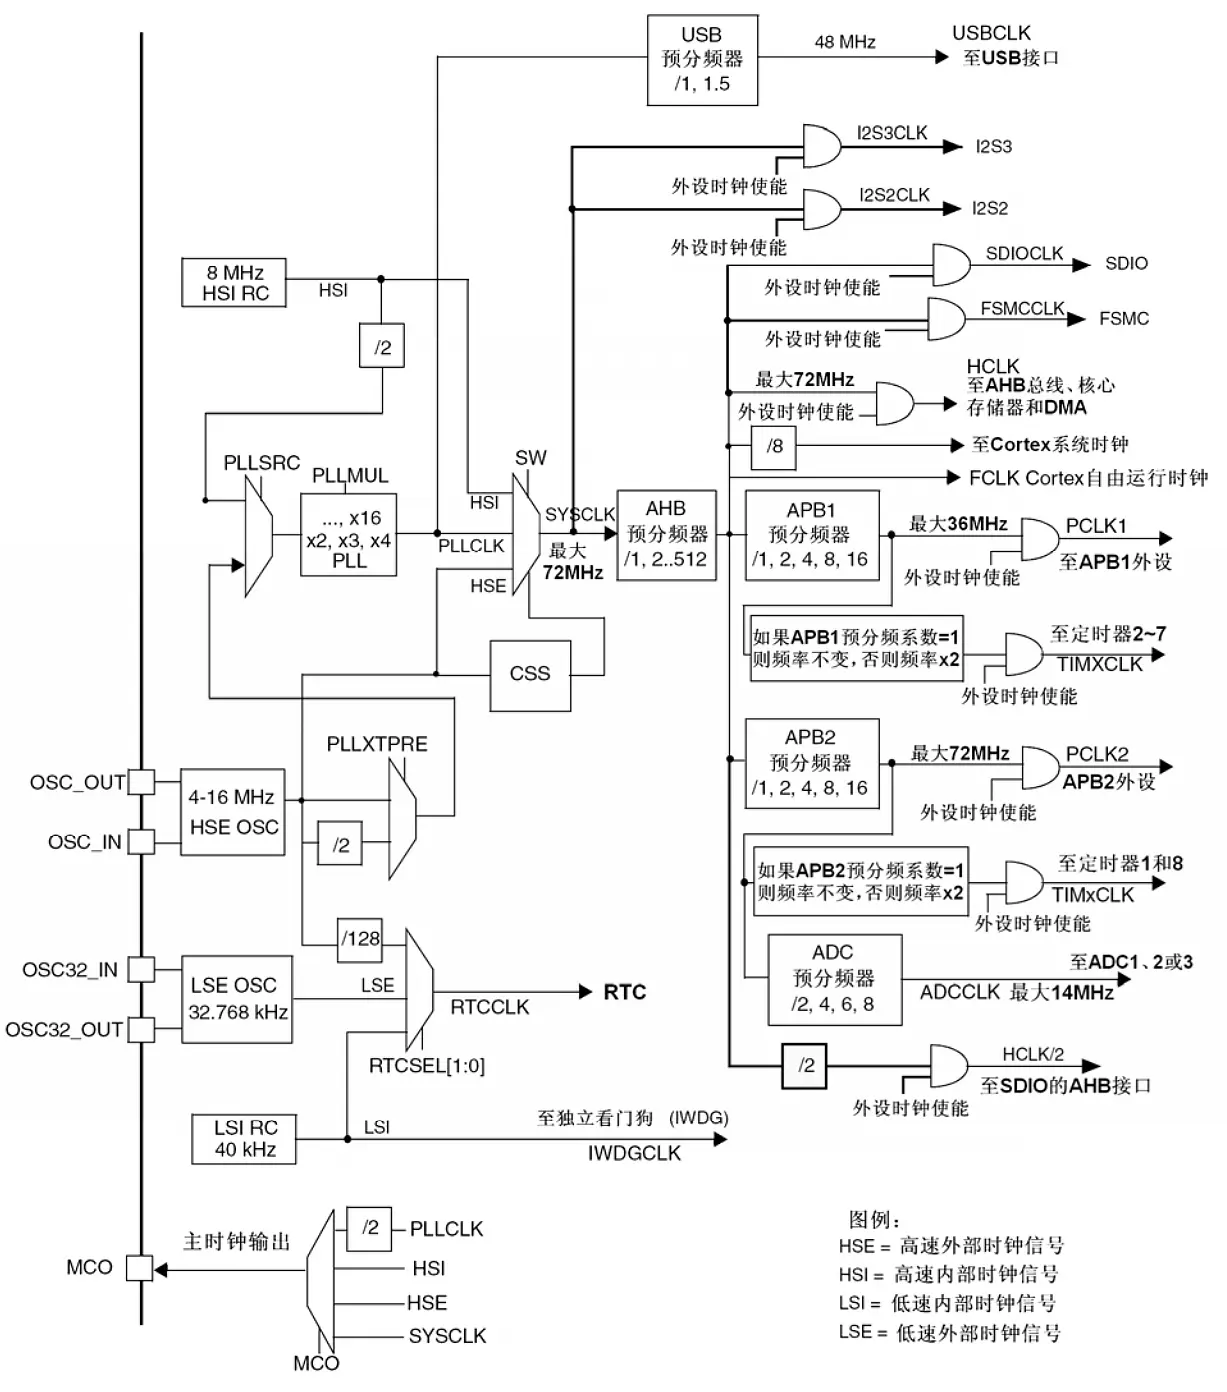 USB
预分频器
/1, 1.5
48 MHz
USBCLK
至USB接口
I2S3CLK
I2S3
外设时钟使能
I2S2CLK
I2S2
外设时钟使能
SDIOCLK
SDIO
外设时钟使能
FSMCCLK
FSMC
外设时钟使能
8 MHz
HSI RC
HSI
/2
最大72MHz
外设时钟使能
HCLK
至AHB总线、核心
存储器和DMA
/8
至Cortex系统时钟
FCLK Cortex自由运行时钟
PLLSRC
PLLMUL
..., x16
x2, x3, x4
PLL
SW
HSI
PLLCLK
HSE
SYSCLK
最大
72MHz
AHB
预分频器
/1, 2..512
APB1
预分频器
/1, 2, 4, 8, 16
最大36MHz
PCLK1
至APB1外设
外设时钟使能
如果APB1预分频系数=1
则频率不变，否则频率x2
至定时器2~7
TIMXCLK
外设时钟使能
CSS
PLLXTPRE
OSC_OUT
OSC_IN
4-16 MHz
HSE OSC
/2
APB2
预分频器
/1, 2, 4, 8, 16
最大72MHz
PCLK2
APB2外设
外设时钟使能
如果APB2预分频系数=1
则频率不变，否则频率x2
至定时器1和8
TIMxCLK
外设时钟使能
/128
OSC32_IN
OSC32_OUT
LSE OSC
32.768 kHz
LSE
RTCCLK
RTC
RTCSEL[1:0]
ADC
预分频器
/2, 4, 6, 8
至ADC1、2或3
ADCCLK 最大14MHz
/2
HCLK/2
至SDIO的AHB接口
外设时钟使能
LSI RC
40 kHz
LSI
至独立看门狗 (IWDG)
IWDGCLK
MCO
主时钟输出
/2
PLLCLK
HSI
HSE
SYSCLK
MCO
图例：
HSE = 高速外部时钟信号
HSI = 高速内部时钟信号
LSI = 低速内部时钟信号
LSE = 低速外部时钟信号